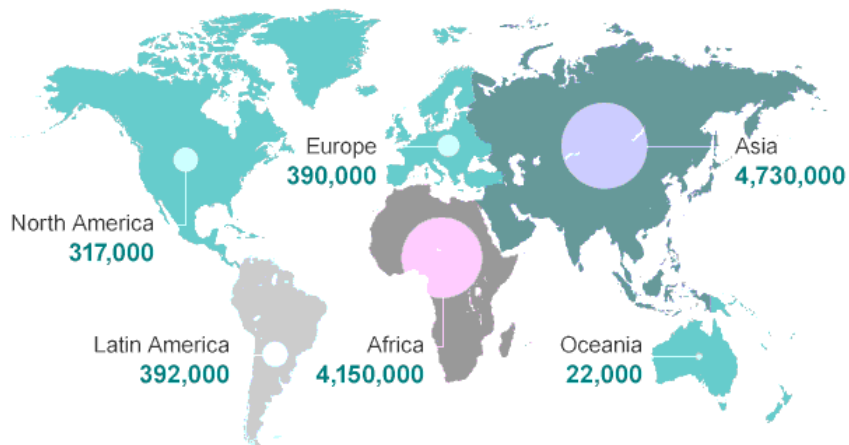 Europe
390,000
Asia
4,730,000
North America
317,000
Latin America
392,000
Africa
4,150,000
Oceania
22,000